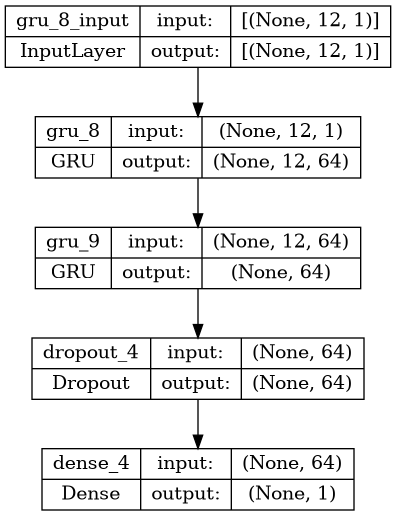 gru_8_input input: [(None, 12, 1)]
InputLayer output: [(None, 12, 1)]
gru_8 input: (None, 12, 1)
GRU output: (None, 12, 64)
gru_9 input: (None, 12, 64)
GRU output: (None, 64)
dropout_4 input: (None, 64)
Dropout output: (None, 64)
dense_4 input: (None, 64)
Dense output: (None, 1)